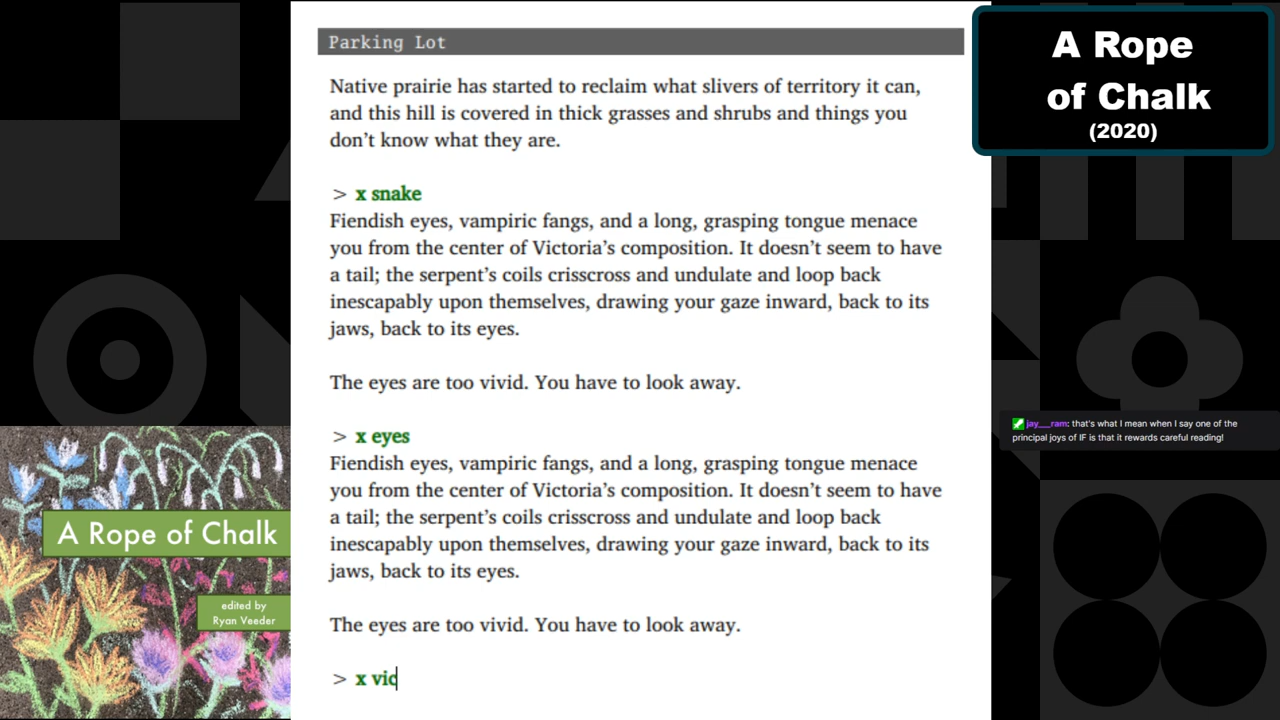 Parking Lot
Native prairie has started to reclaim what slivers of territory it can,
and this hill is covered in thick grasses and shrubs and things you
don’t know what they are.
> x snake
Fiendish eyes, vampiric fangs, and a long, grasping tongue menace
you from the center of Victoria’s composition. It doesn’t seem to have
a tail; the serpent’s coils crisscross and undulate and loop back
inescapably upon themselves, drawing your gaze inward, back to its
jaws, back to its eyes.
The eyes are too vivid. You have to look away.
> x eyes
Fiendish eyes, vampiric fangs, and a long, grasping tongue menace
you from the center of Victoria’s composition. It doesn’t seem to have
a tail; the serpent’s coils crisscross and undulate and loop back
inescapably upon themselves, drawing your gaze inward, back to its
jaws, back to its eyes.
The eyes are too vivid. You have to look away.
> x vic
A Rope
of Chalk
(2020)
jay__ram: that's what I mean when I say one of the
principal joys of IF is that it rewards careful reading!
A Rope of Chalk
edited by
Ryan Veeder